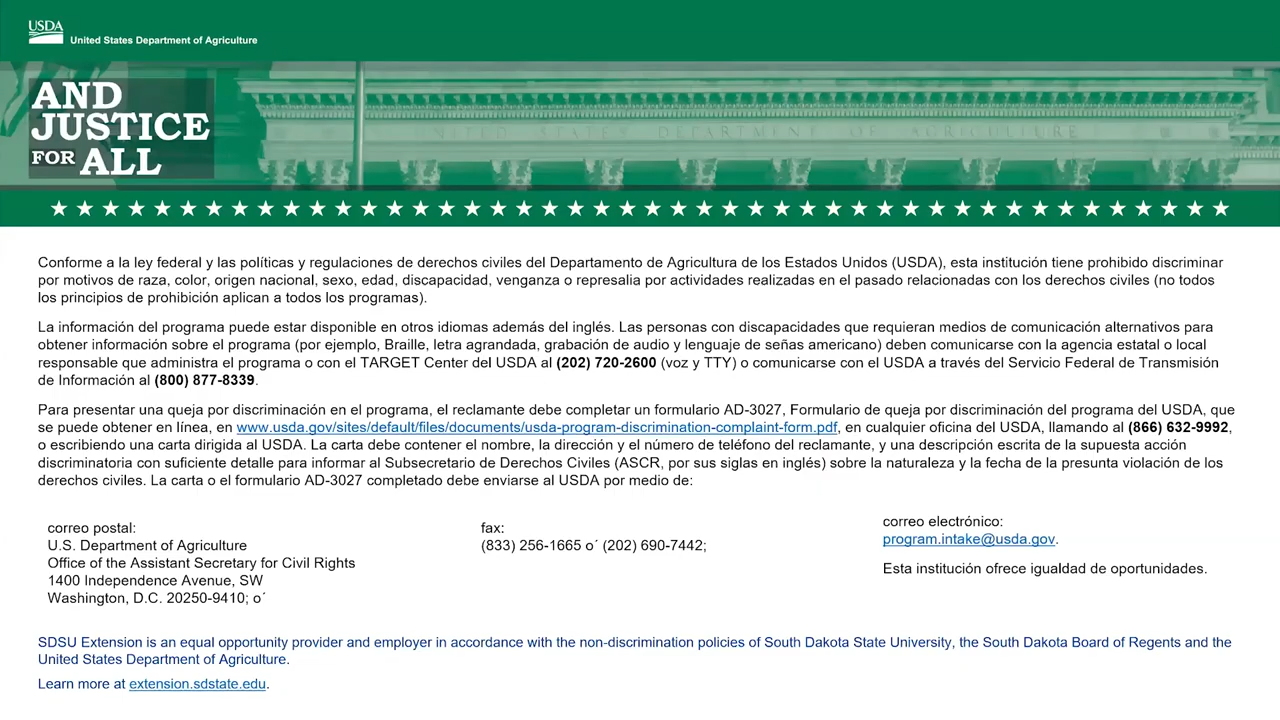 USDA
United States Department of Agriculture
AND
JUSTICE
FOR ALL
UNITED STATES DEPARTMENT OF AGRICULTURE
Conforme a la ley federal y las políticas y regulaciones de derechos civiles del Departamento de Agricultura de los Estados Unidos (USDA), esta institución tiene prohibido discriminar
por motivos de raza, color, origen nacional, sexo, edad, discapacidad, venganza o represalia por actividades realizadas en el pasado relacionadas con los derechos civiles (no todos
los principios de prohibición aplican a todos los programas).
La información del programa puede estar disponible en otros idiomas además del inglés. Las personas con discapacidades que requieran medios de comunicación alternativos para
obtener información sobre el programa (por ejemplo, Braille, letra agrandada, grabación de audio y lenguaje de señas americano) deben comunicarse con la agencia estatal o local
responsable que administra el programa o con el TARGET Center del USDA al (202) 720-2600 (voz y TTY) o comunicarse con el USDA a través del Servicio Federal de Transmisión
de Información al (800) 877-8339.
Para presentar una queja por discriminación en el programa, el reclamante debe completar un formulario AD-3027, Formulario de queja por discriminación del programa del USDA, que
se puede obtener en línea, en www.usda.gov/sites/default/files/documents/usda-program-discrimination-complaint-form.pdf, en cualquier oficina del USDA, llamando al (866) 632-9992,
o escribiendo una carta dirigida al USDA. La carta debe contener el nombre, la dirección y el número de teléfono del reclamante, y una descripción escrita de la supuesta acción
discriminatoria con suficiente detalle para informar al Subsecretario de Derechos Civiles (ASCR, por sus siglas en inglés) sobre la naturaleza y la fecha de la presunta violación de los
derechos civiles. La carta o el formulario AD-3027 completado debe enviarse al USDA por medio de:
correo postal:
U.S. Department of Agriculture
Office of the Assistant Secretary for Civil Rights
1400 Independence Avenue, SW
Washington, D.C. 20250-9410; o´
fax:
(833) 256-1665 o´ (202) 690-7442;
correo electrónico:
program.intake@usda.gov.
Esta institución ofrece igualdad de oportunidades.
SDSU Extension is an equal opportunity provider and employer in accordance with the non-discrimination policies of South Dakota State University, the South Dakota Board of Regents and the
United States Department of Agriculture.
Learn more at extension.sdstate.edu.